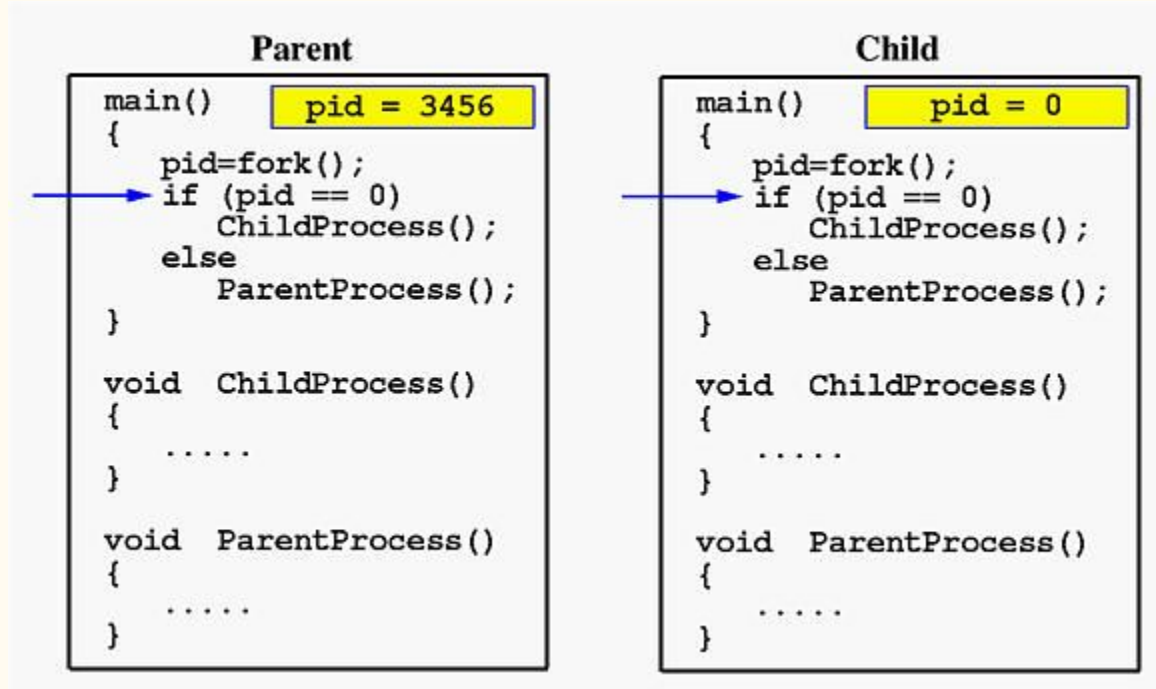 Parent
main()
pid = 3456
{
pid=fork();
if (pid == 0)
ChildProcess();
else
ParentProcess();
}
void ChildProcess()
{
.....
}
void ParentProcess()
{
.....
}
Child
main()
pid = 0
{
pid=fork();
if (pid == 0)
ChildProcess();
else
ParentProcess();
}
void ChildProcess()
{
.....
}
void ParentProcess()
{
.....
}